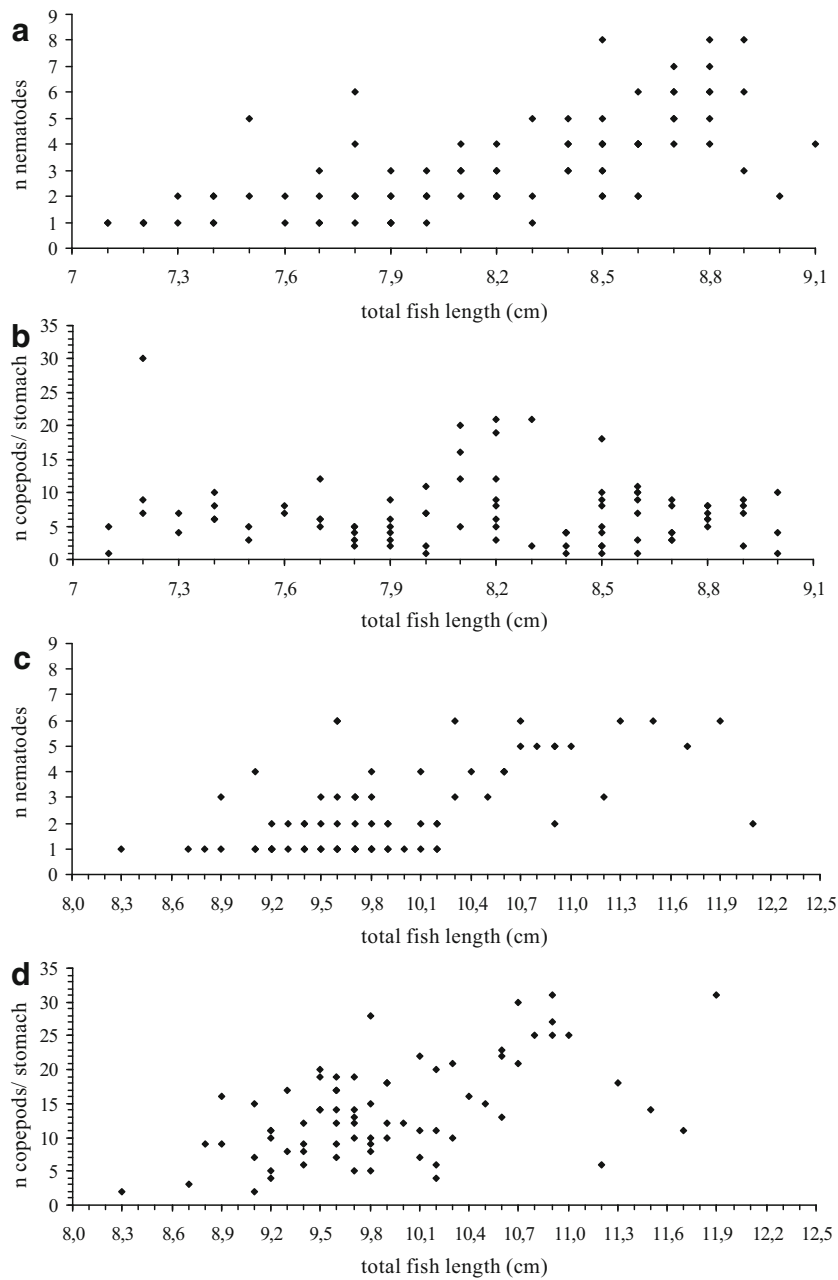 a
9
8
7
6
5
4
3
2
1
0
n nematodes
7 7,3 7,6 7,9 8,2 8,5 8,8 9,1
total fish length (cm)
b
35
30
25
20
15
10
5
0
n copepods/ stomach
7 7,3 7,6 7,9 8,2 8,5 8,8 9,1
total fish length (cm)
c
9
8
7
6
5
4
3
2
1
0
n nematodes
8,0 8,3 8,6 8,9 9,2 9,5 9,8 10,1 10,4 10,7 11,0 11,3 11,6 11,9 12,2 12,5
total fish length (cm)
d
35
30
25
20
15
10
5
0
n copepods/ stomach
8,0 8,3 8,6 8,9 9,2 9,5 9,8 10,1 10,4 10,7 11,0 11,3 11,6 11,9 12,2 12,5
total fish length (cm)